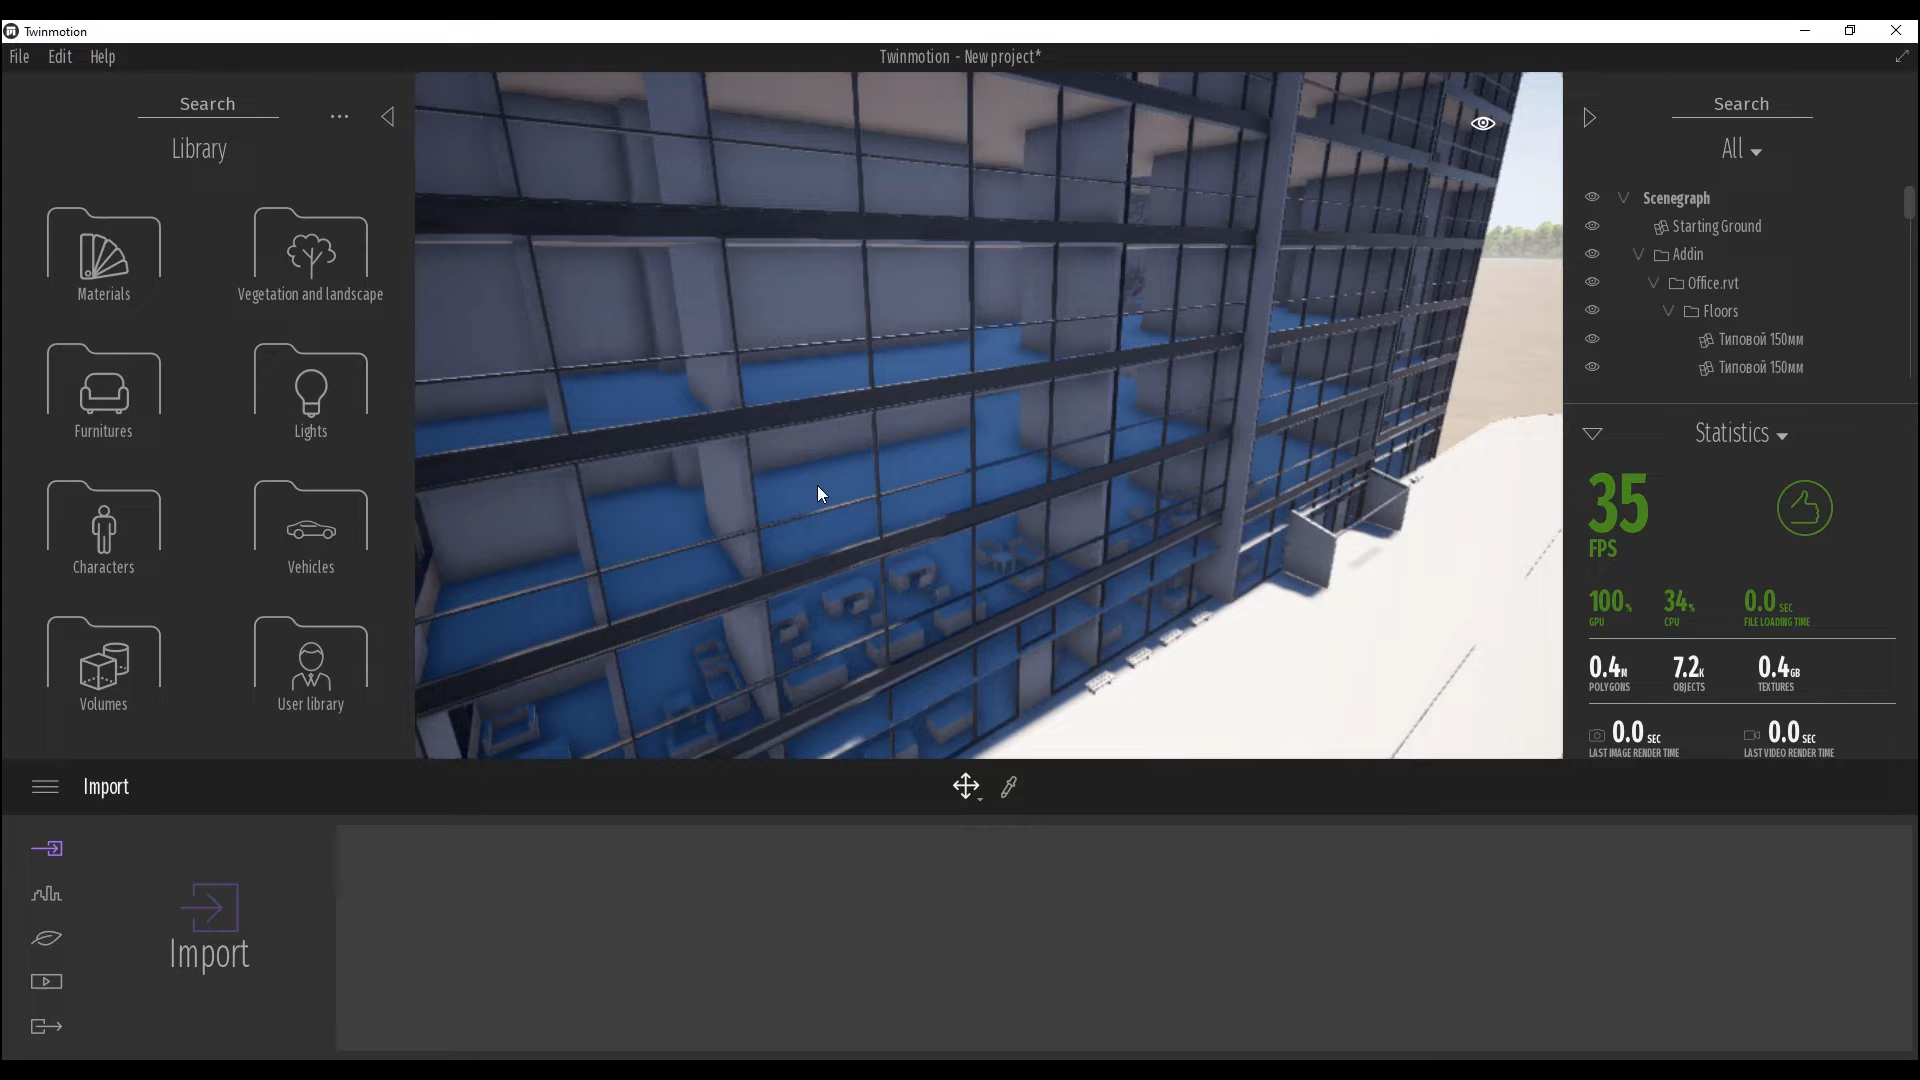 Twinmotion
File Edit Help
Twinmotion - New project*
Search
Library
Materials
Vegetation and landscape
Furnitures
Lights
Characters
Vehicles
Volumes
User library
Search
All
Scenegraph
Starting Ground
Addin
Office.rvt
Floors
Типовой 150мм
Типовой 150мм
Statistics
35
FPS
100% 34% 0.0 SEC
GPU CPU FILE LOADING TIME
0.4M 7.2K 0.4GB
POLYGONS OBJECTS TEXTURES
0.0 SEC 0.0 SEC
LAST IMAGE RENDER TIME LAST VIDEO RENDER TIME
Import
Import